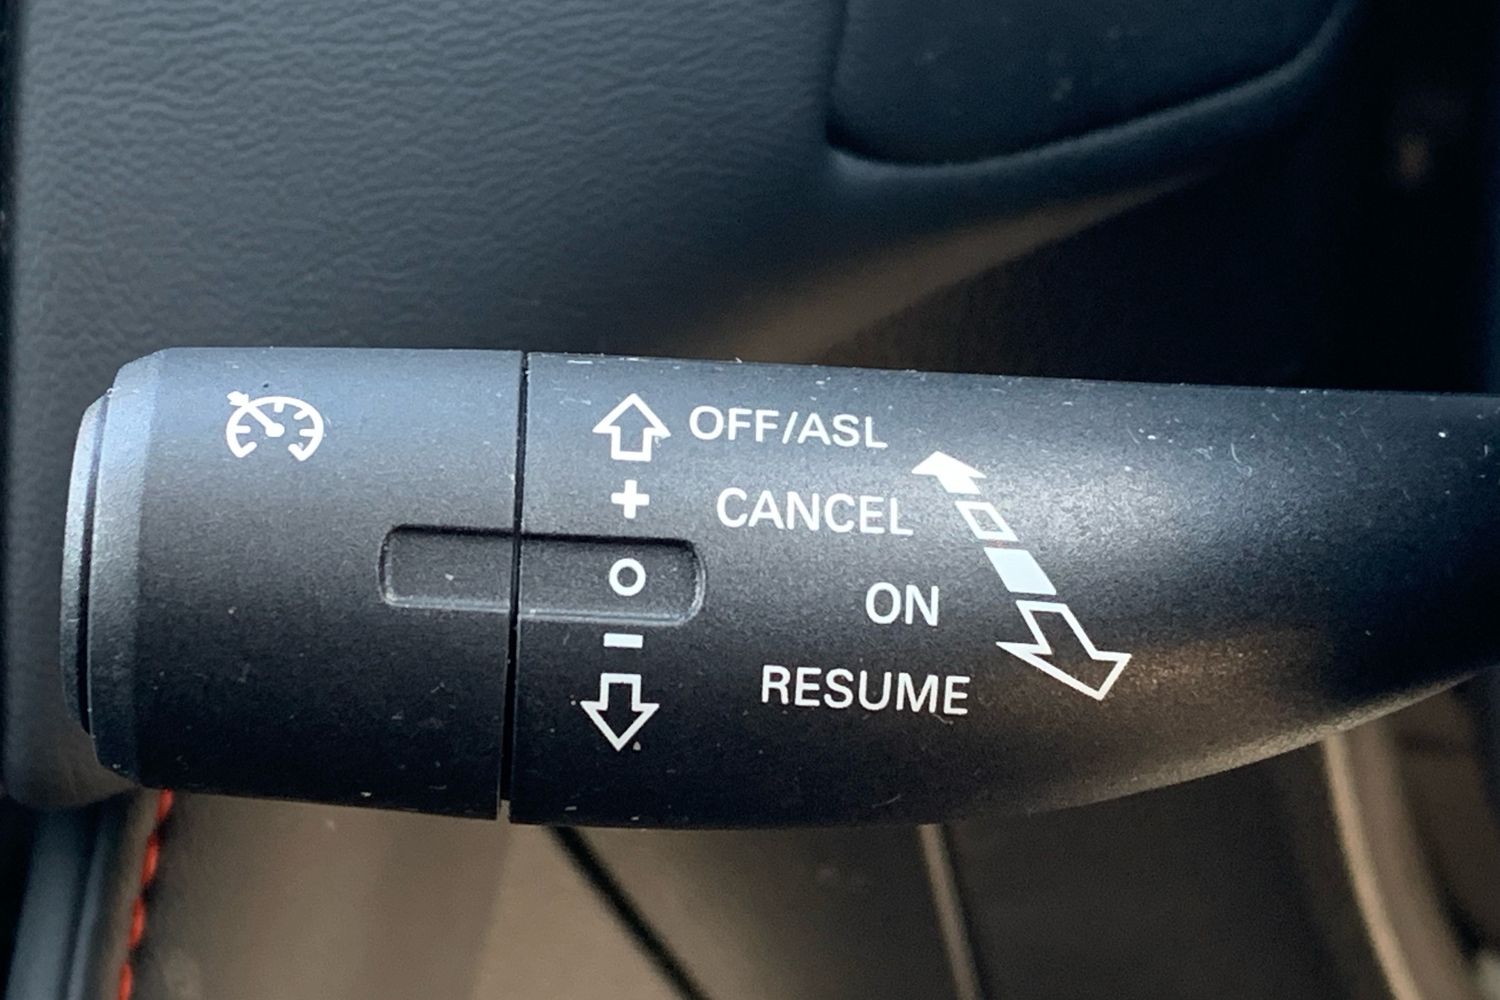 OFF/ASL
+ CANCEL
O ON
- RESUME